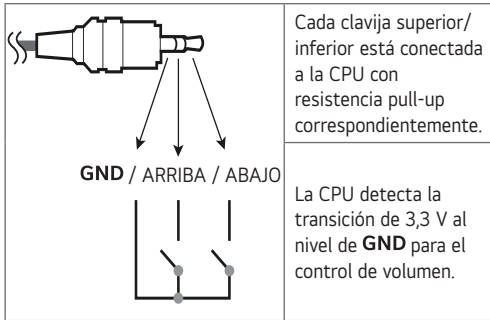 Cada clavija superior/
inferior está conectada
a la CPU con
resistencia pull-up
correspondientemente.
GND / ARRIBA / ABAJO
La CPU detecta la
transición de 3,3 V al
nivel de GND para el
control de volumen.